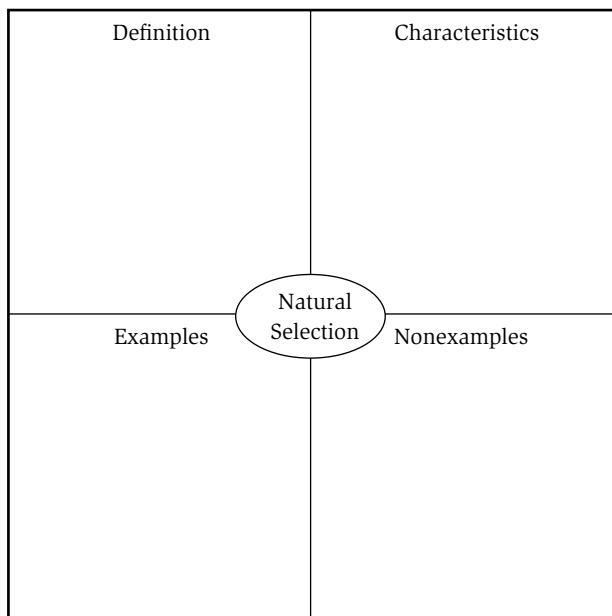 Definition
Characteristics
Natural
Selection
Examples
Nonexamples